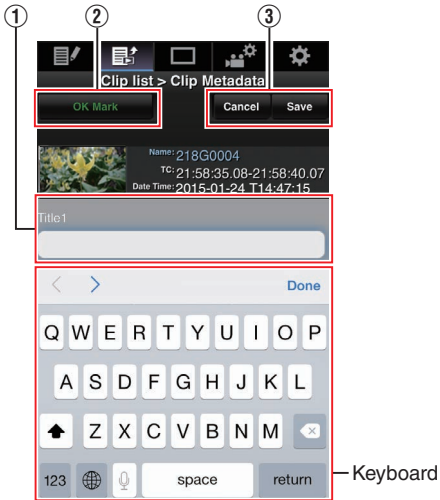 ① ② ③
Clip list > Clip Metadata
OK Mark Cancel Save
Name: 218G0004
TC: 21:58:35.08-21:58:40.07
Date Time: 2015-01-24 T14:47:15
Title1
Done
Q W E R T Y U I O P
A S D F G H J K L
Z X C V B N M
123 space return
Keyboard